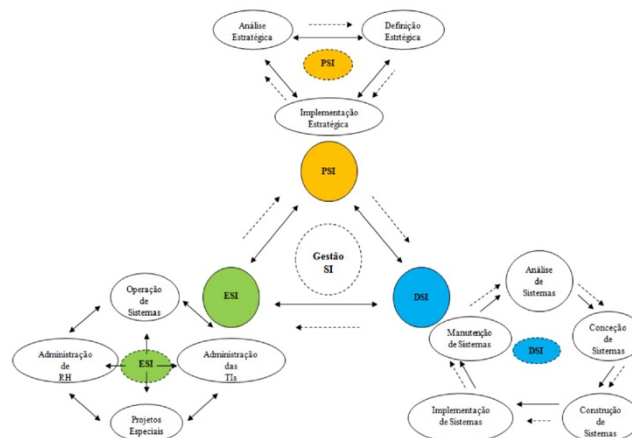 Análise
Estratégica
Definição
Estrtégica
PSI
Implementação
Estratégica
PSI
Gestão
SI
ESI
DSI
Operação
de
Sistemas
Administração
de
RH
ESI
Administração
das
TIs
Projetos
Especiais
Análise
de Sistemas
Manutenção
de Sistemas
DSI
Conceção
de Sistemas
Implementação
de Sistemas
Construção
de Sistemas